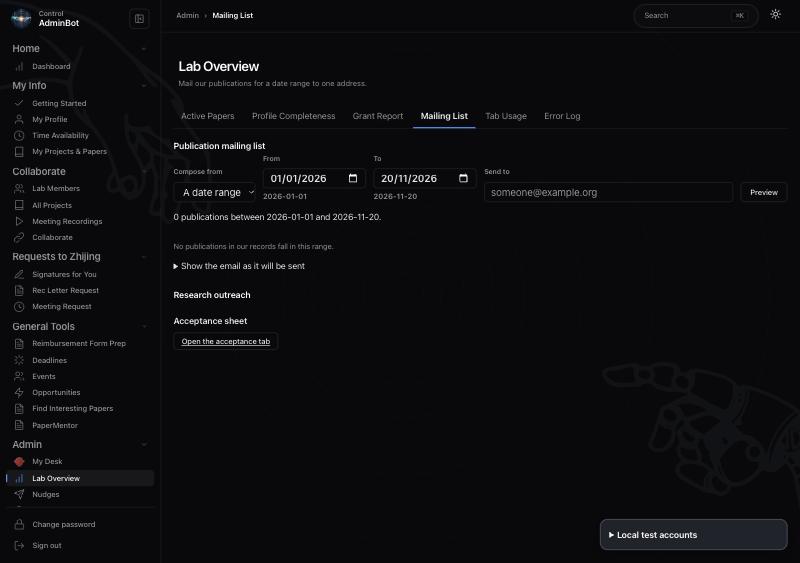 Control
AdminBot
Home
Dashboard
My Info
Getting Started
My Profile
Time Availability
My Projects & Papers
Collaborate
Lab Members
All Projects
Meeting Recordings
Collaborate
Requests to Zhijing
Signatures for You
Rec Letter Request
Meeting Request
General Tools
Reimbursement Form Prep
Deadlines
Events
Opportunities
Find Interesting Papers
PaperMentor
Admin
My Desk
Lab Overview
Nudges
Change password
Sign out
Admin › Mailing List
Search ⌘K
Lab Overview
Mail our publications for a date range to one address.
Active Papers Profile Completeness Grant Report Mailing List Tab Usage Error Log
Publication mailing list
Compose from From To Send to
A date range 01/01/2026 20/11/2026 someone@example.org Preview
2026-01-01 2026-11-20
0 publications between 2026-01-01 and 2026-11-20.
No publications in our records fall in this range.
Show the email as it will be sent
Research outreach
Acceptance sheet
Open the acceptance tab
Local test accounts